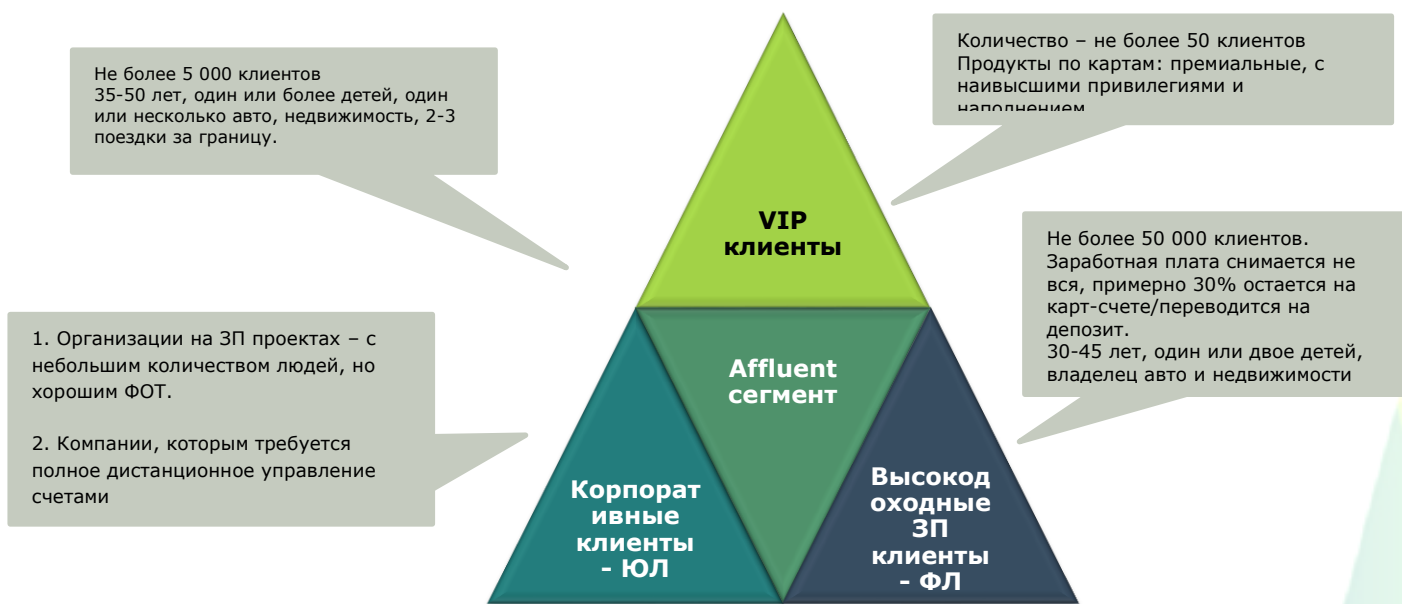 Не более 5 000 клиентов
35-50 лет, один или более детей, один
или несколько авто, недвижимость, 2-3
поездки за границу.
Количество – не более 50 клиентов
Продукты по картам: премиальные, с
наивысшими привилегиями и
наполнением
VIP
клиенты
Не более 50 000 клиентов.
Заработная плата снимается не
вся, примерно 30% остается на
карт-счете/переводится на
депозит.
30-45 лет, один или двое детей,
владелец авто и недвижимости
1. Организации на ЗП проектах – с
небольшим количеством людей, но
хорошим ФОТ.
2. Компании, которым требуется
полное дистанционное управление
счетами
Affluent
сегмент
Корпорат
ивные
клиенты
– ЮЛ
Высокод
оходные
ЗП
клиенты
– ФЛ